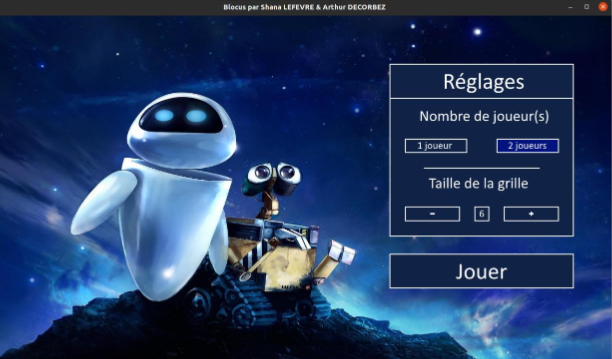 Blocus par Shana LEFEVRE & Arthur DECORBEZ
Réglages
Nombre de joueur(s)
1 joueur 2 joueurs
Taille de la grille
- 6 +
Jouer